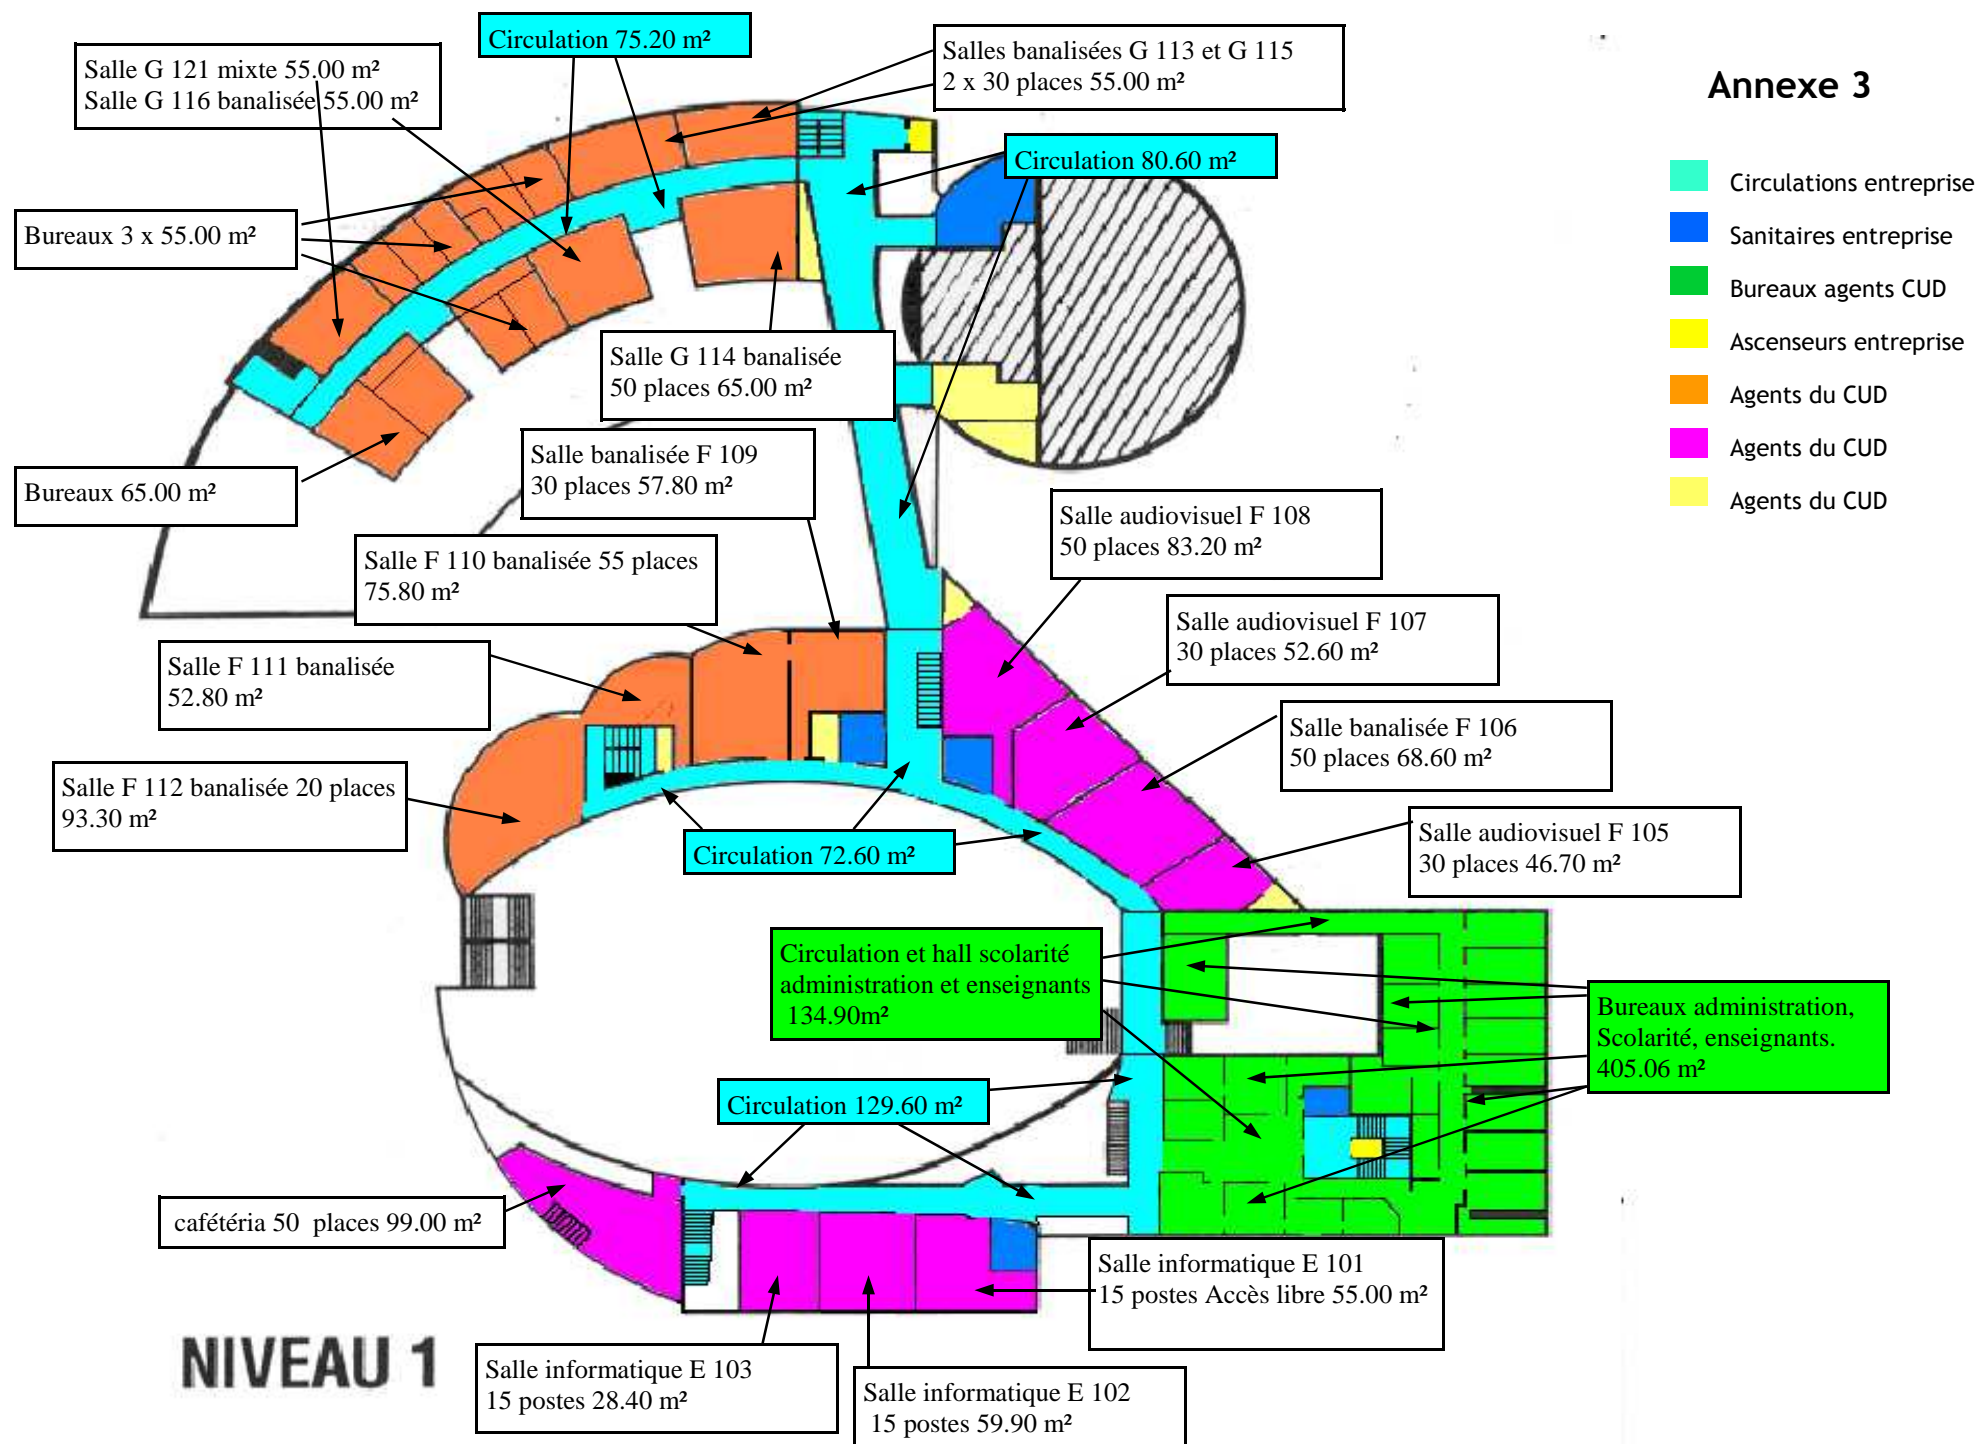 Circulation 75.20 m²
Salles banalisées G 113 et G 115
2 x 30 places 55.00 m²
Salle G 121 mixte 55.00 m²
Salle G 116 banalisée 55.00 m²
Annexe 3
Circulation 80.60 m²
Circulations entreprise
Sanitaires entreprise
Bureaux agents CUD
Ascenseurs entreprise
Agents du CUD
Agents du CUD
Agents du CUD
Bureaux 3 x 55.00 m²
Salle G 114 banalisée
50 places 65.00 m²
Salle banalisée F 109
30 places 57.80 m²
Bureaux 65.00 m²
Salle audiovisuel F 108
50 places 83.20 m²
Salle F 110 banalisée 55 places
75.80 m²
Salle audiovisuel F 107
30 places 52.60 m²
Salle F 111 banalisée
52.80 m²
Salle banalisée F 106
50 places 68.60 m²
Salle F 112 banalisée 20 places
93.30 m²
Salle audiovisuel F 105
30 places 46.70 m²
Circulation 72.60 m²
Circulation et hall scolarité
administration et enseignants
134.90m²
Bureaux administration,
Scolarité, enseignants.
405.06 m²
Circulation 129.60 m²
cafétéria 50 places 99.00 m²
Salle informatique E 101
15 postes Accès libre 55.00 m²
NIVEAU 1
Salle informatique E 103
15 postes 28.40 m²
Salle informatique E 102
15 postes 59.90 m²